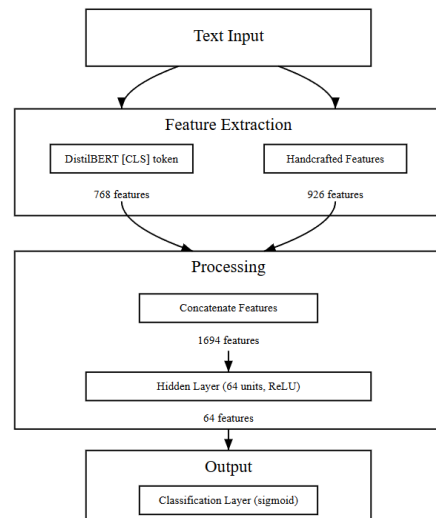 Text Input
Feature Extraction
DistilBERT [CLS] token
Handcrafted Features
768 features
926 features
Processing
Concatenate Features
1694 features
Hidden Layer (64 units, ReLU)
64 features
Output
Classification Layer (sigmoid)